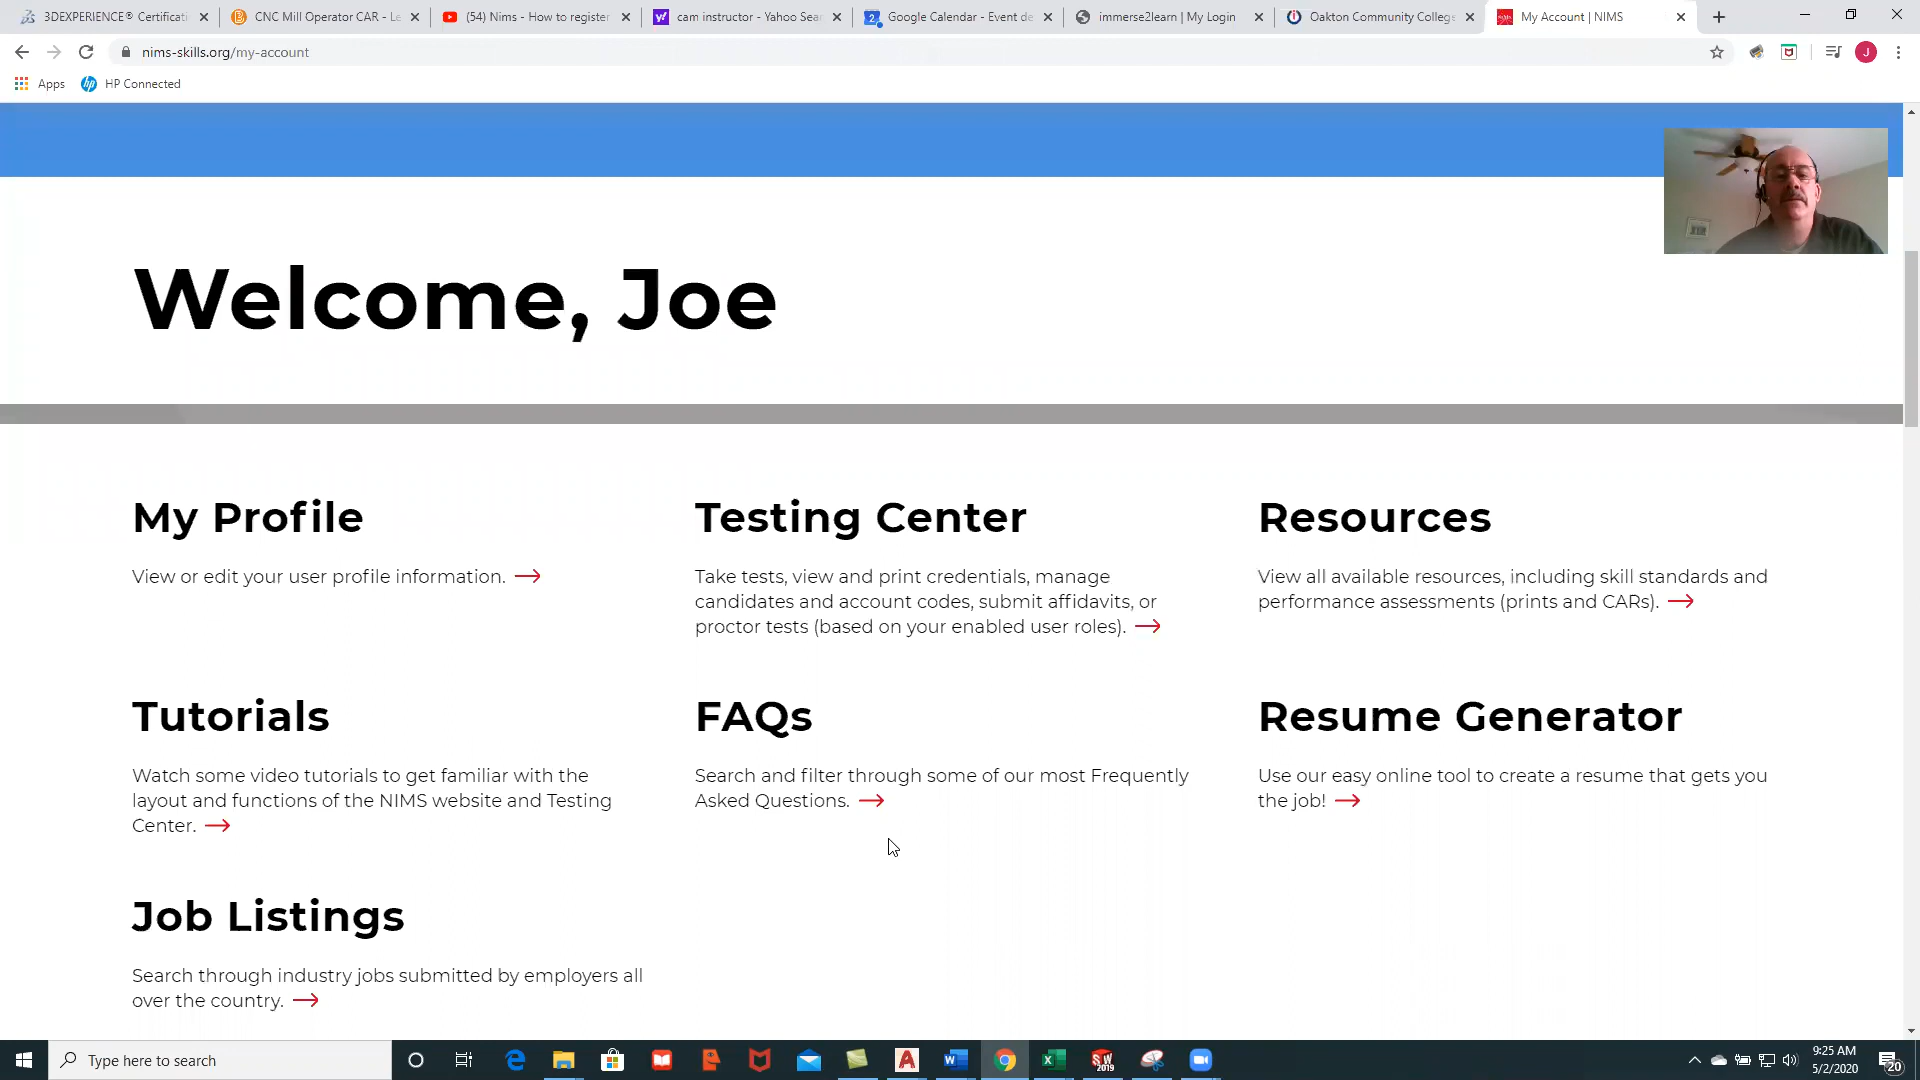 3DEXPERIENCE® Certificati
CNC Mill Operator CAR - Le
(54) Nims - How to register
cam instructor - Yahoo Sear
Google Calendar - Event de
immerse2learn | My Login
Oakton Community College
My Account | NIMS
nims-skills.org/my-account
J
Apps
HP Connected
Welcome, Joe
My Profile
View or edit your user profile information.
Testing Center
Take tests, view and print credentials, manage
candidates and account codes, submit affidavits, or
proctor tests (based on your enabled user roles).
Resources
View all available resources, including skill standards and
performance assessments (prints and CARs).
Tutorials
Watch some video tutorials to get familiar with the
layout and functions of the NIMS website and Testing
Center.
FAQs
Search and filter through some of our most Frequently
Asked Questions.
Resume Generator
Use our easy online tool to create a resume that gets you
the job!
Job Listings
Search through industry jobs submitted by employers all
over the country.
Type here to search
9:25 AM
5/2/2020
20